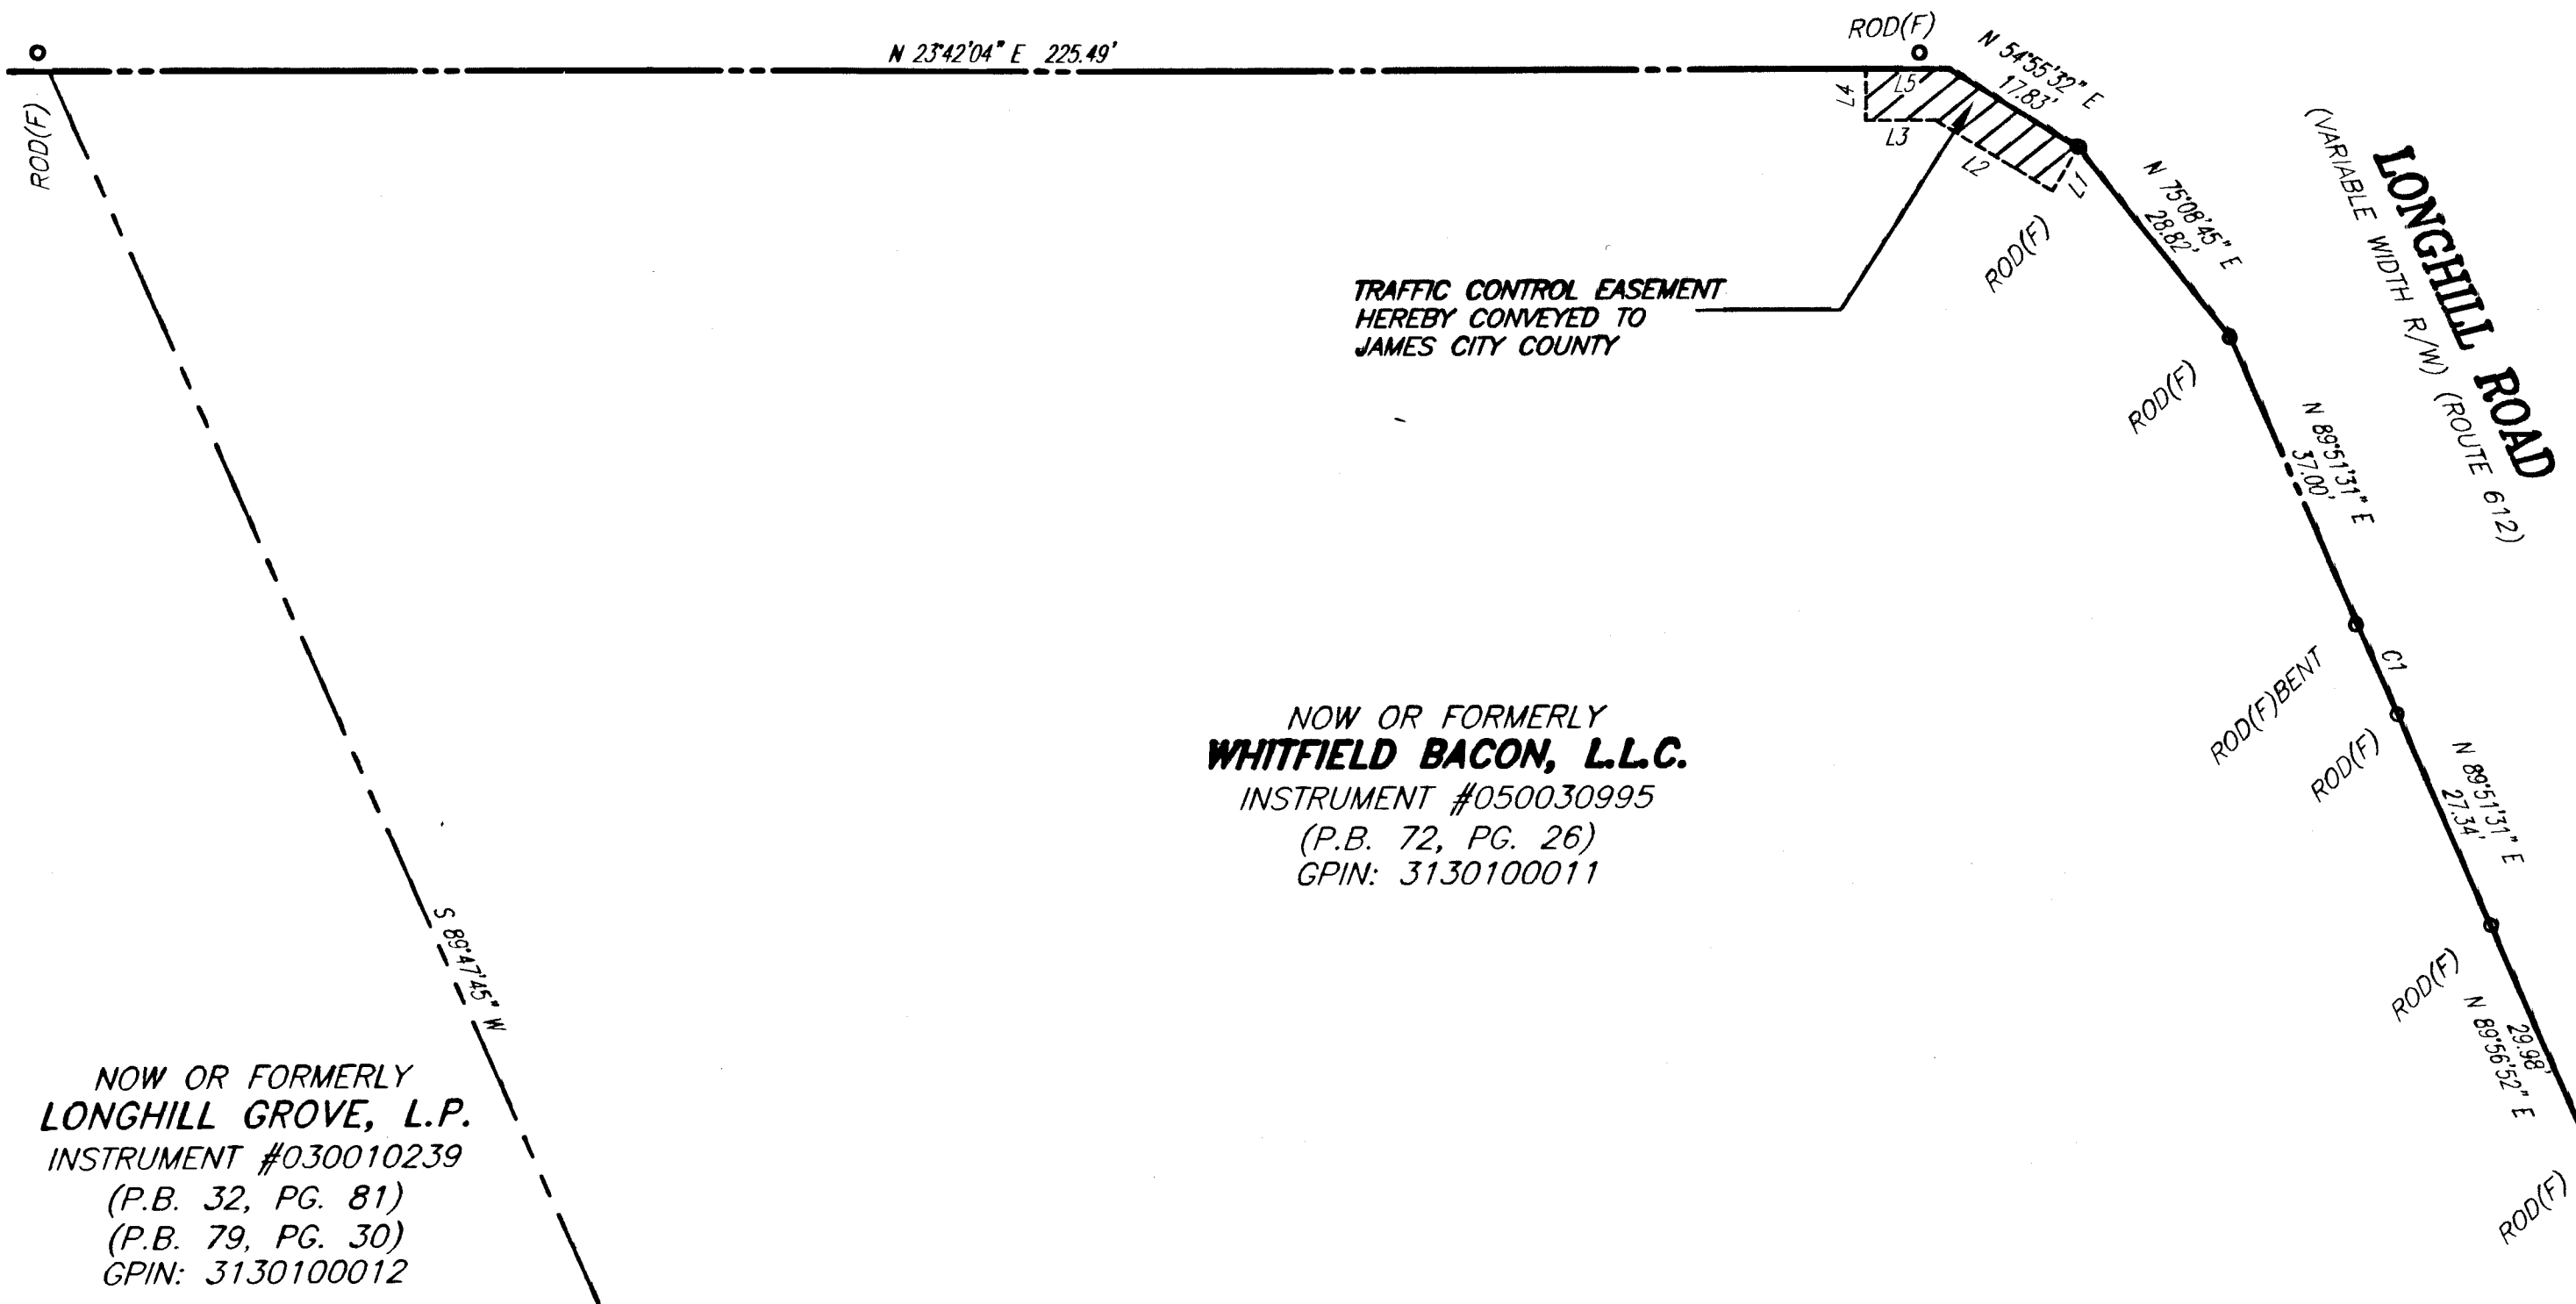 N 23°42'04" E 225.49'
ROD(F)
ROD(F)
N 54°55'32" E
17.83'
L5
L4
L3
L2
L1
N 75°08'45" E
28.82'
ROD(F)
LONGHILL ROAD
(VARIABLE WIDTH R/W) (ROUTE 612)
TRAFFIC CONTROL EASEMENT
HEREBY CONVEYED TO
JAMES CITY COUNTY
ROD(F)
N 89°51'31" E
37.00'
ROD(F)BENT
C1
ROD(F)
N 89°51'31" E
27.34'
NOW OR FORMERLY
WHITFIELD BACON, L.L.C.
INSTRUMENT #050030995
(P.B. 72, PG. 26)
GPIN: 3130100011
S 89°47'45" W
ROD(F)
29.98'
N 89°56'52" E
ROD(F)
NOW OR FORMERLY
LONGHILL GROVE, L.P.
INSTRUMENT #030010239
(P.B. 32, PG. 81)
(P.B. 79, PG. 30)
GPIN: 3130100012